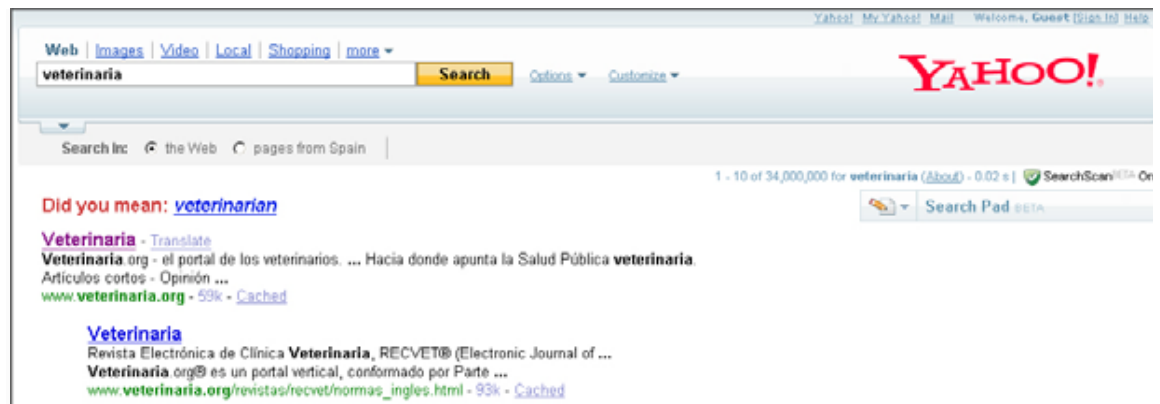 Yahoo! My Yahoo! Mail Welcome, Guest [Sign In] Help
Web | Images | Video | Local | Shopping | more
veterinaria Search Options Customize
YAHOO!
Search In: the Web pages from Spain
1 - 10 of 34,000,000 for veterinaria (About) - 0.02 s | SearchScan BETA On
Did you mean: veterinarian
Search Pad BETA
Veterinaria - Translate
Veterinaria.org - el portal de los veterinarios. ... Hacia donde apunta la Salud Pública veterinaria.
Artículos cortos - Opinión ...
www.veterinaria.org - 59k - Cached
Veterinaria
Revista Electrónica de Clínica Veterinaria, RECVET® (Electronic Journal of ...
Veterinaria.org® es un portal vertical, conformado por Parte ...
www.veterinaria.org/revistas/recvet/normas_ingles.html - 93k - Cached